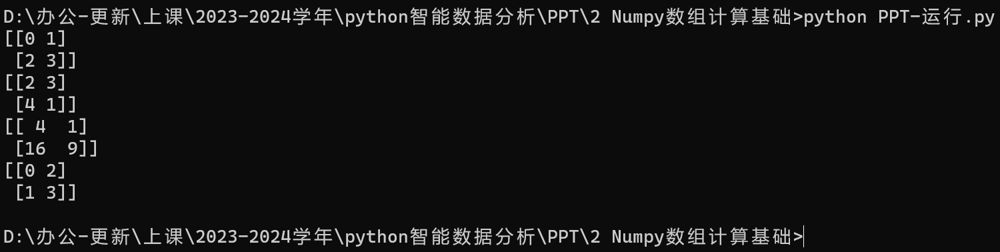 D:\办公-更新\上课\2023-2024学年\python智能数据分析\PPT\2 Numpy数组计算基础>python PPT-运行.py
[[0 1]
 [2 3]]
[[2 3]
 [4 1]]
[[ 4  1]
 [16  9]]
[[0 2]
 [1 3]]
D:\办公-更新\上课\2023-2024学年\python智能数据分析\PPT\2 Numpy数组计算基础>